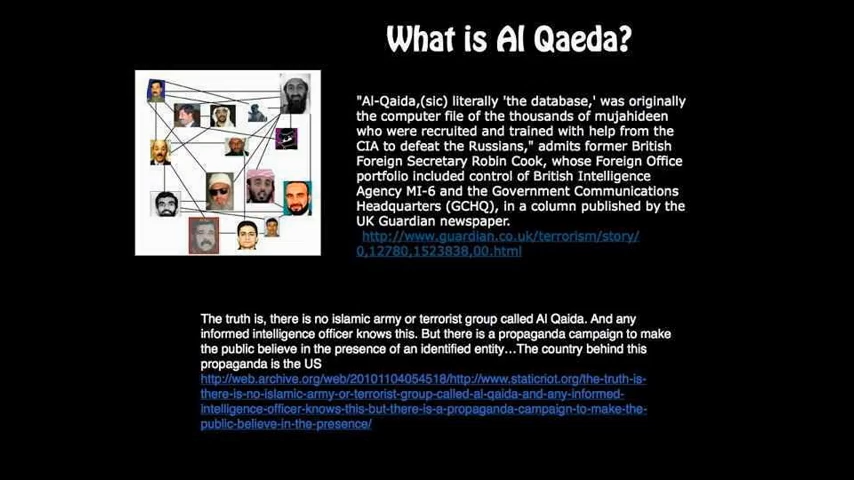 What is Al Qaeda?
"Al-Qaida,(sic) literally 'the database,' was originally
the computer file of the thousands of mujahideen
who were recruited and trained with help from the
CIA to defeat the Russians," admits former British
Foreign Secretary Robin Cook, whose Foreign Office
portfolio included control of British Intelligence
Agency MI-6 and the Government Communications
Headquarters (GCHQ), in a column published by the
UK Guardian newspaper.
http://www.guardian.co.uk/terrorism/story/
0,12780,1523838,00.html
The truth is, there is no islamic army or terrorist group called Al Qaida. And any
informed intelligence officer knows this. But there is a propaganda campaign to make
the public believe in the presence of an identified entity…The country behind this
propaganda is the US
http://web.archive.org/web/20101104054518/http://www.staticriot.org/the-truth-is-
there-is-no-islamic-army-or-terrorist-group-called-al-qaida-and-any-informed-
intelligence-officer-knows-this-but-there-is-a-propaganda-campaign-to-make-the-
public-believe-in-the-presence/